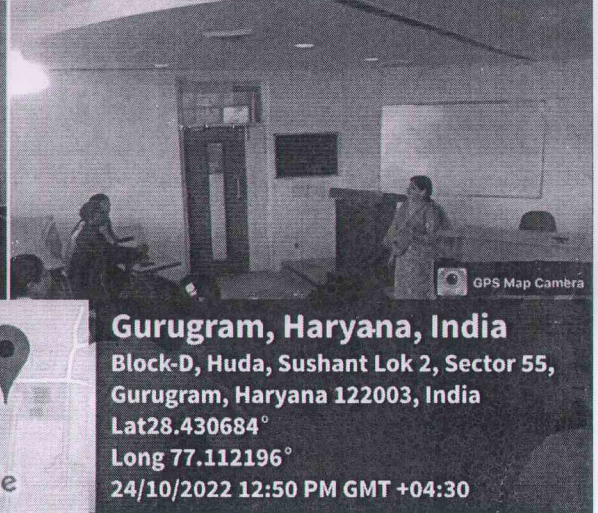 GPS Map Camera
Gurugram, Haryana, India
Block-D, Huda, Sushant Lok 2, Sector 55,
Gurugram, Haryana 122003, India
Lat28.430684°
Long 77.112196°
24/10/2022 12:50 PM GMT +04:30